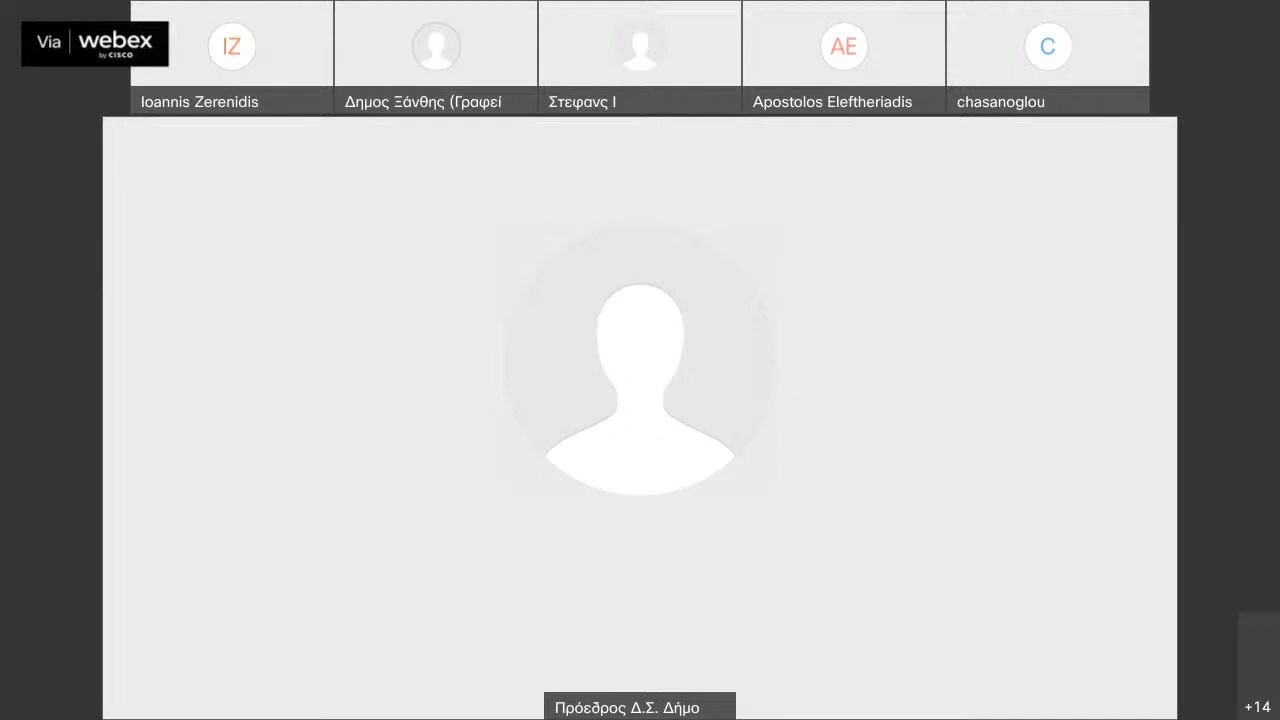 Via webex
by CISCO
IZ
AE
C
Ioannis Zerenidis
Δημος Ξάνθης (Γραφεί
Στεφανς Ι
Apostolos Eleftheriadis
chasanoglou
Πρόεδρος Δ.Σ. Δήμο
+14